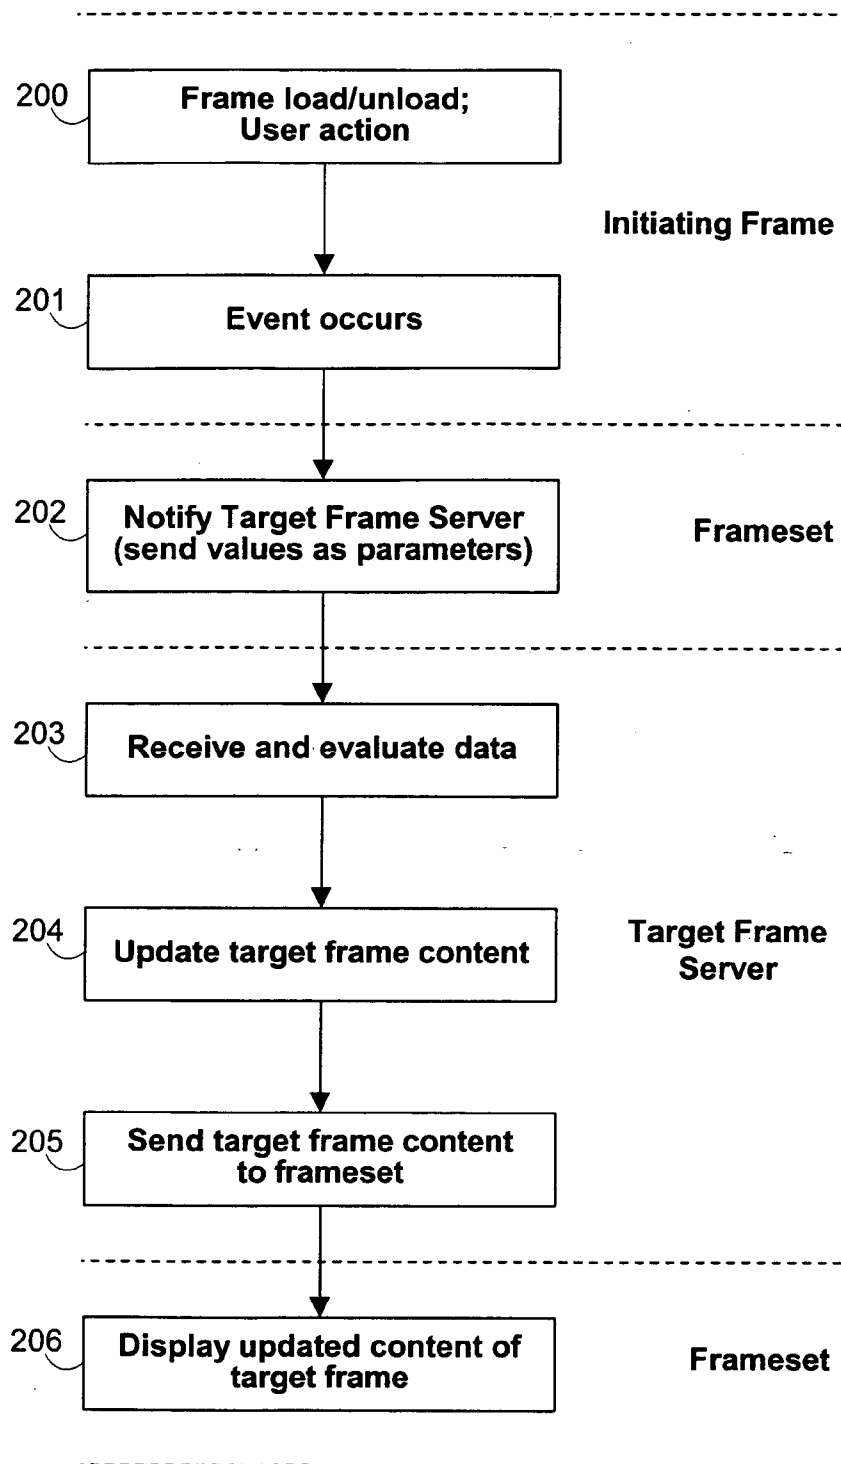 200
Frame load/unload;
User action
Initiating Frame
201
Event occurs
202
Notify Target Frame Server
(send values as parameters)
Frameset
203
Receive and evaluate data
204
Update target frame content
Target Frame
Server
205
Send target frame content
to frameset
206
Display updated content of
target frame
Frameset